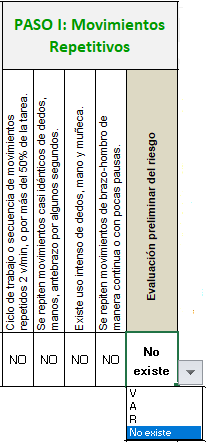 PASO I: Movimientos
Repetitivos
Ciclo de trabajo o secuencia de movimientos
repetidos 2 v/min, o por más del 50% de la tarea.
Se repiten movimientos casi idénticos de dedos,
manos, antebrazo por algunos segundos.
Existe uso intenso de dedos, mano y muñeca.
Se repiten movimientos de brazo-hombro de
manera continua o con pocas pausas.
Evaluación preliminar del riesgo
NO
NO
NO
NO
No
existe
V
A
R
No existe